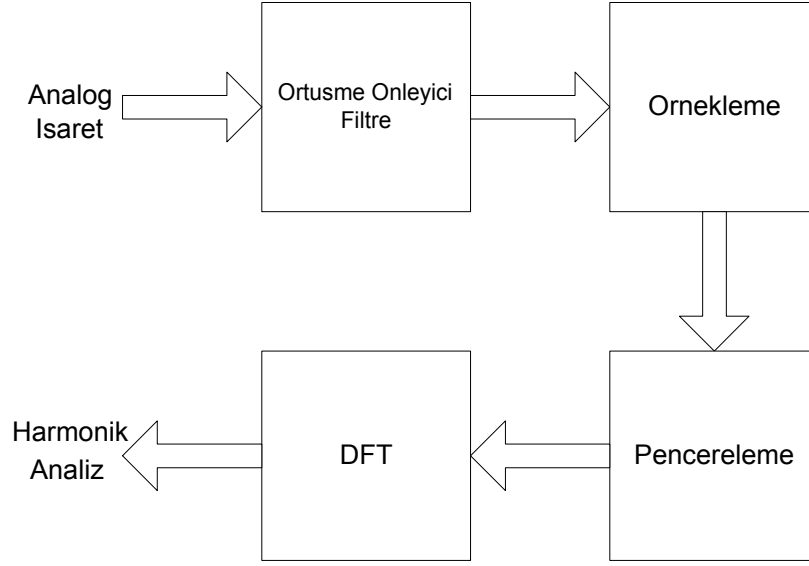 Analog
Isaret
Ortusme Onleyici
Filtre
Ornekleme
Pencereleme
DFT
Harmonik
Analiz